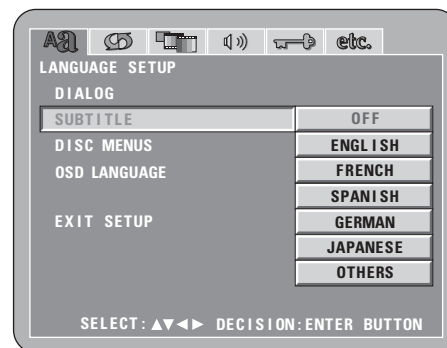 Aa etc.
LANGUAGE SETUP
DIALOG
SUBTITLE
DISC MENUS
OSD LANGUAGE
EXIT SETUP
OFF
ENGLISH
FRENCH
SPANISH
GERMAN
JAPANESE
OTHERS
SELECT:▲▼◄► DECISION:ENTER BUTTON